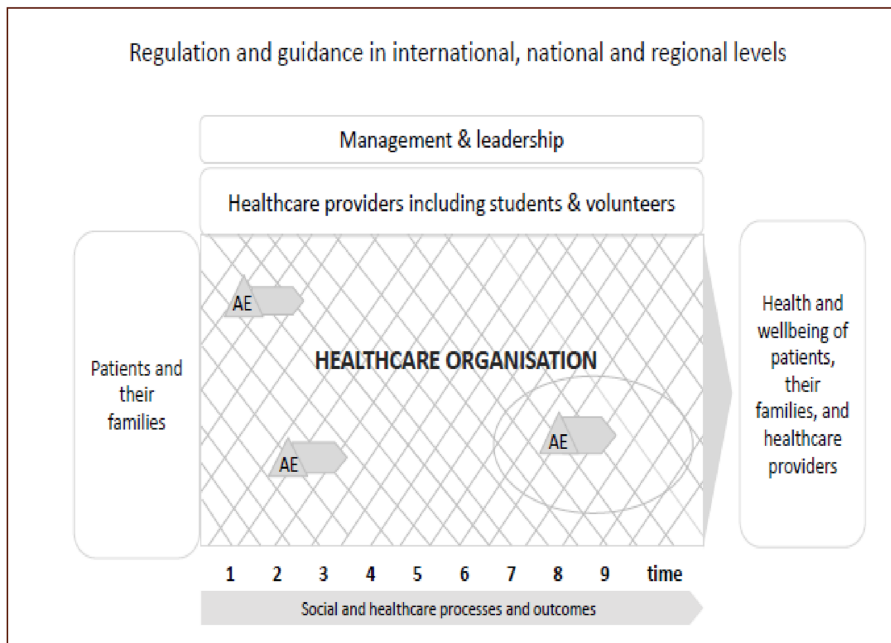 Regulation and guidance in international, national and regional levels
Management & leadership
Healthcare providers including students & volunteers
Patients and
their
families
AE
HEALTHCARE ORGANISATION
AE
AE
Health and
wellbeing of
patients,
their
families, and
healthcare
providers
1 2 3 4 5 6 7 8 9 time
Social and healthcare processes and outcomes